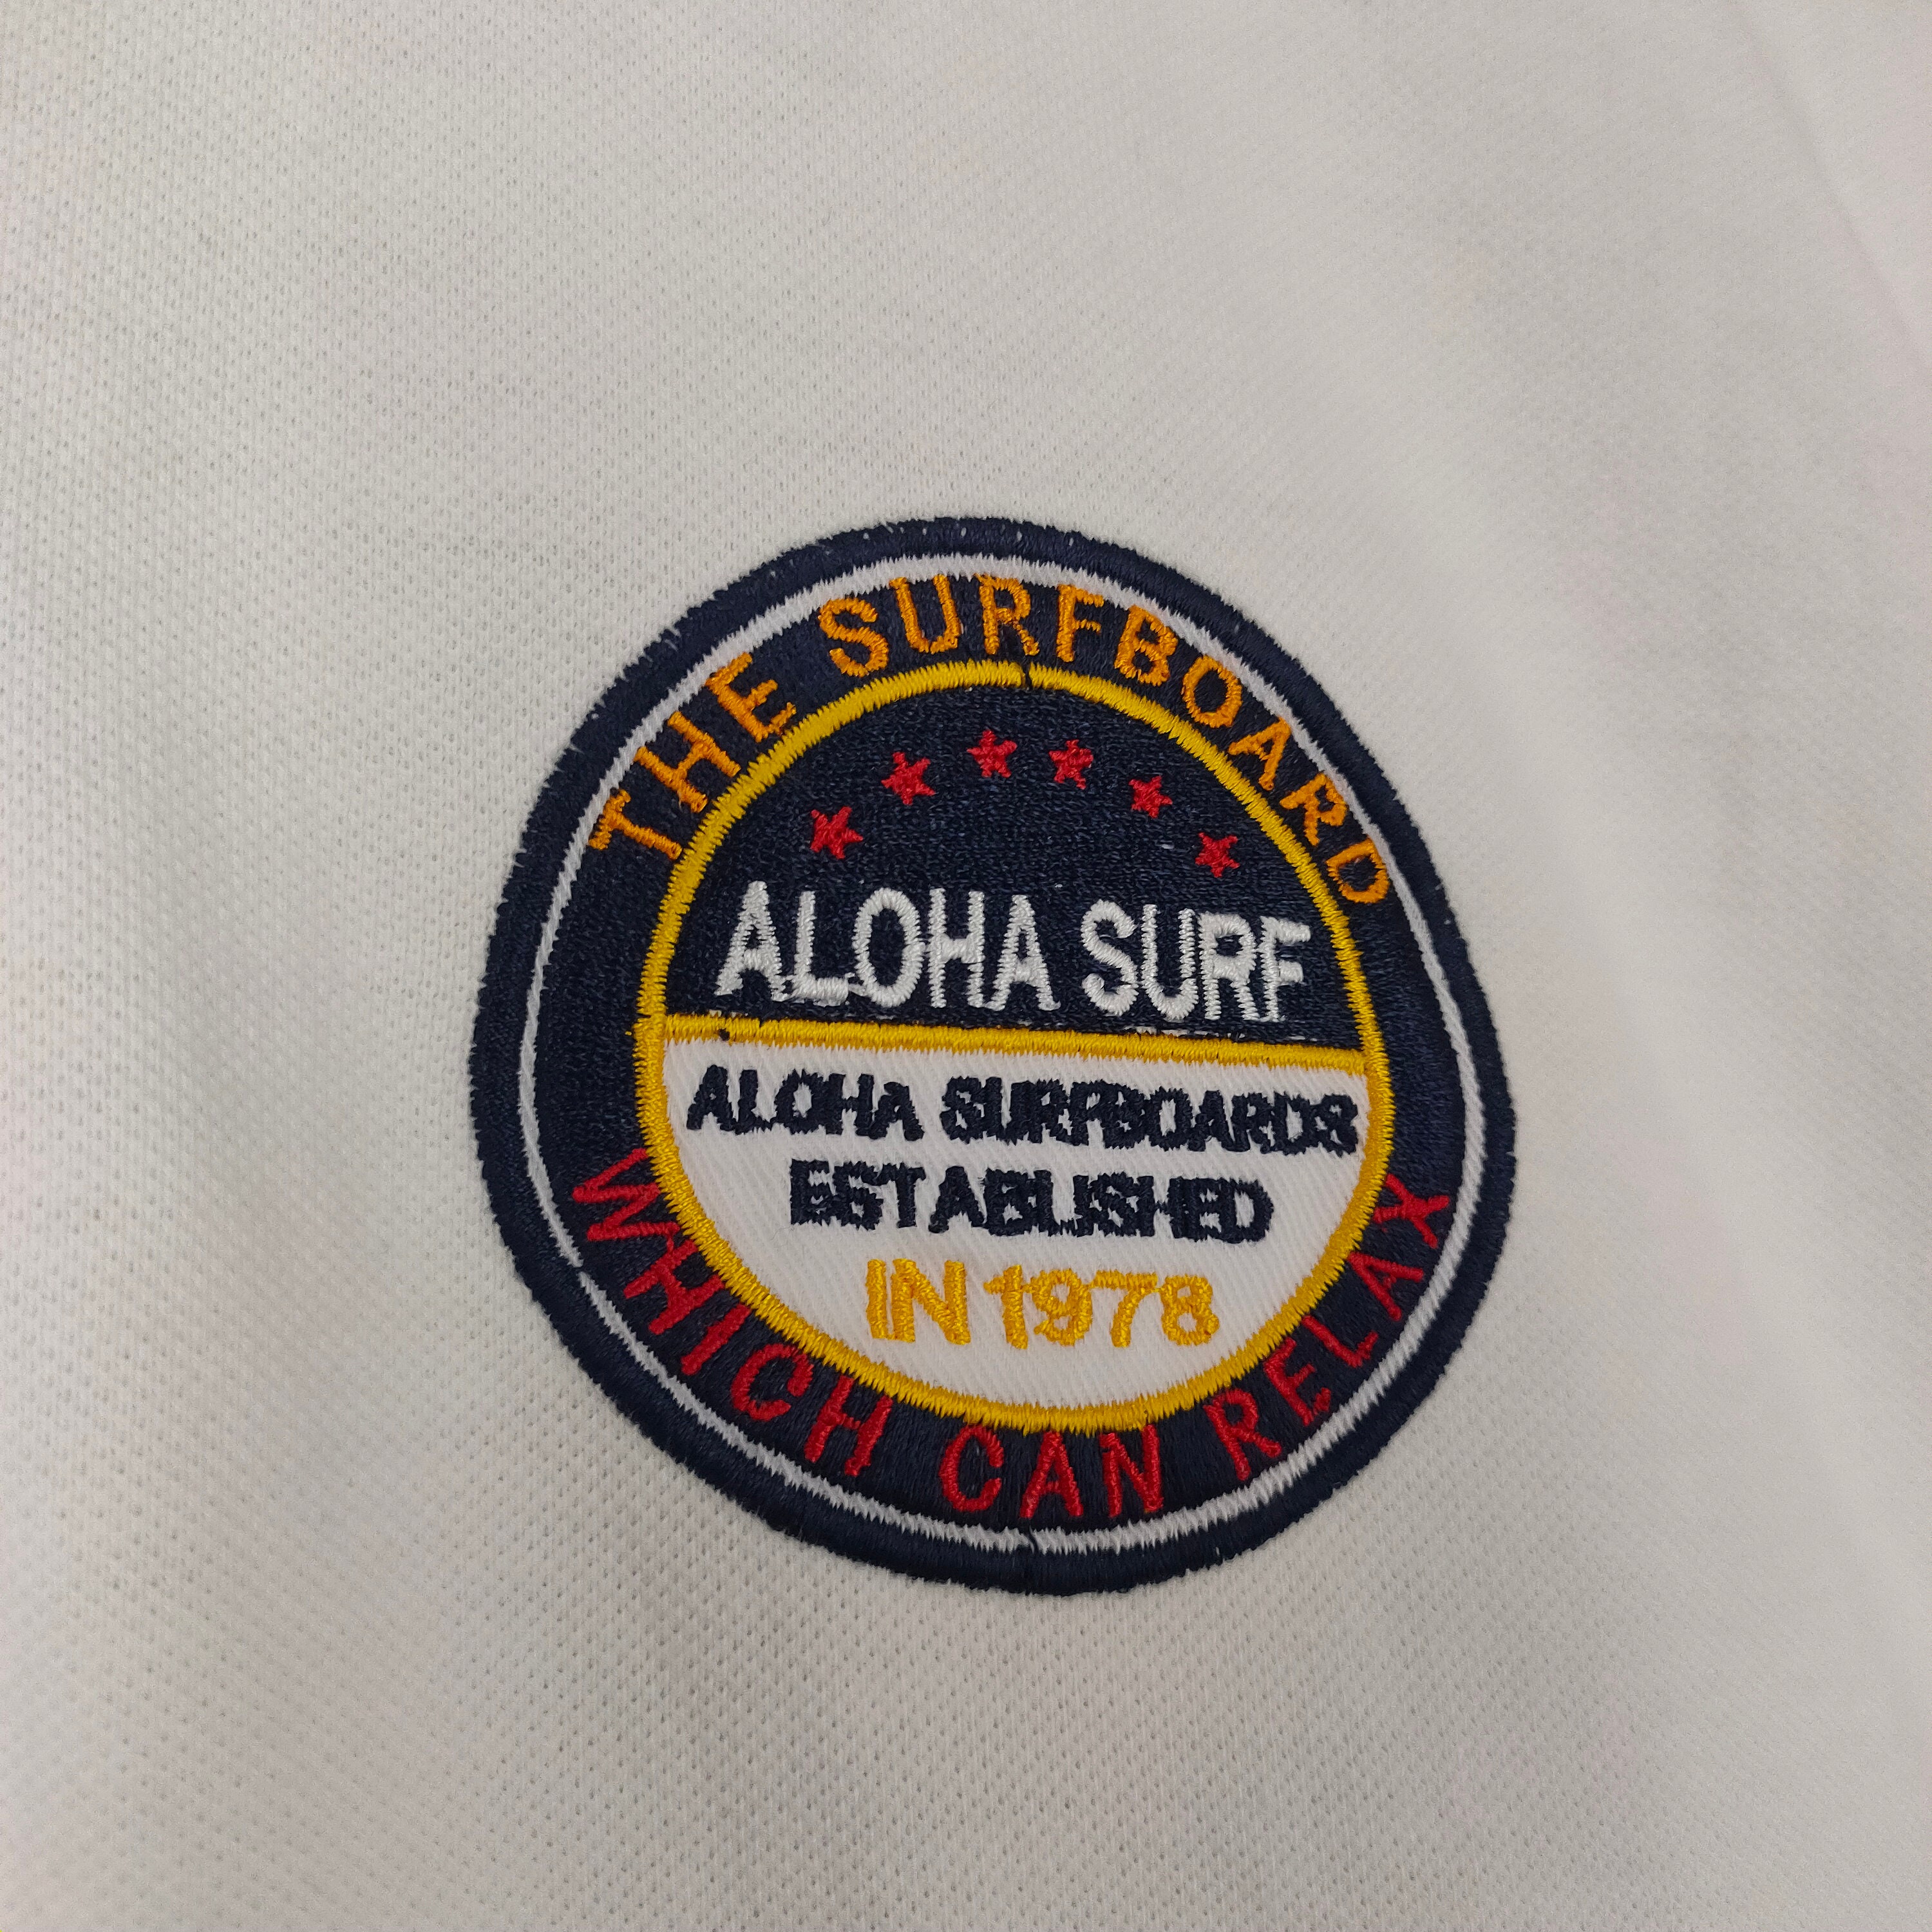 THE SURFBOARD
ALOHA SURF
ALOHA SURFBOARDS
ESTABLISHED
IN 1978
WHICH CAN RELAX